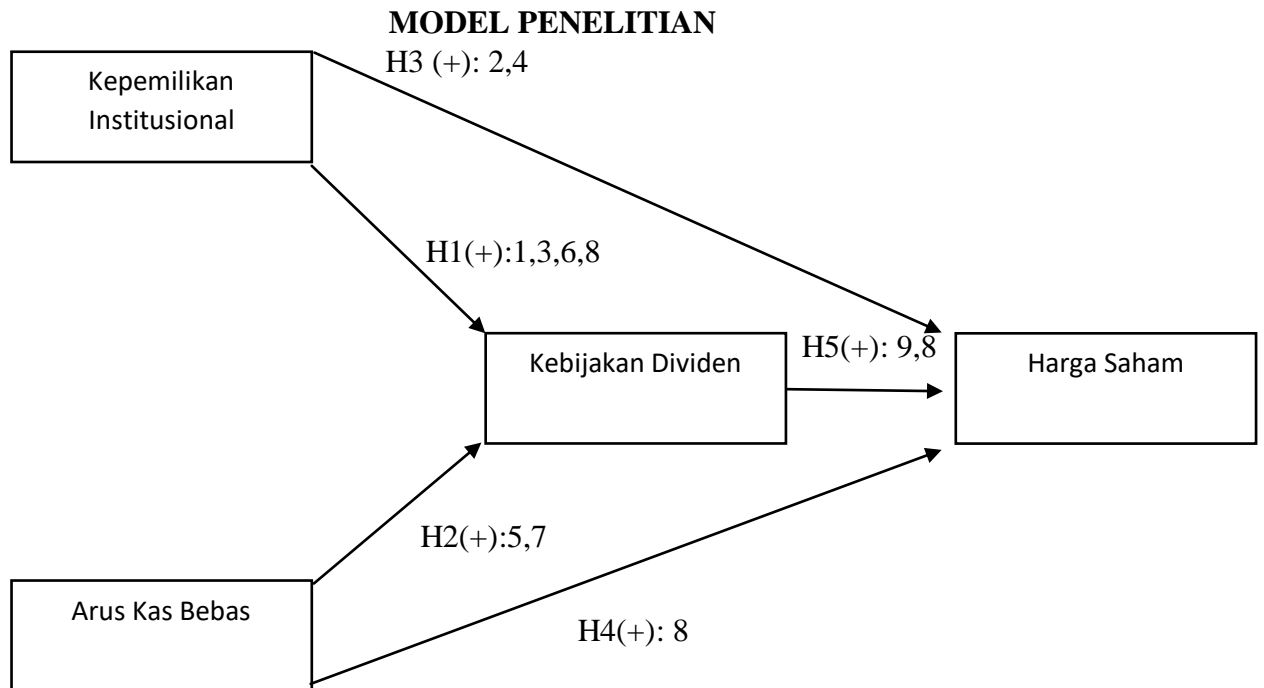 MODEL PENELITIAN
H3 (+): 2,4
Kepemilikan
Institusional
H1(+):1,3,6,8
Kebijakan Dividen
H5(+): 9,8
Harga Saham
H2(+):5,7
Arus Kas Bebas
H4(+): 8